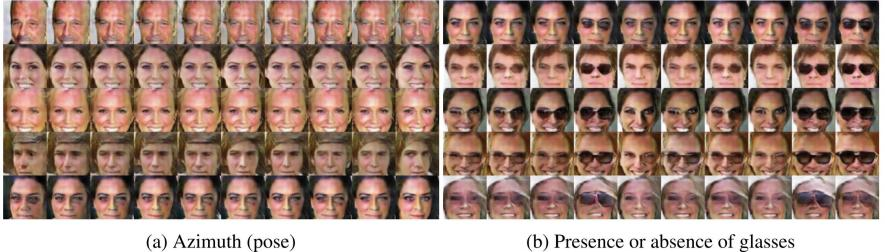 (a) Azimuth (pose)
(b) Presence or absence of glasses